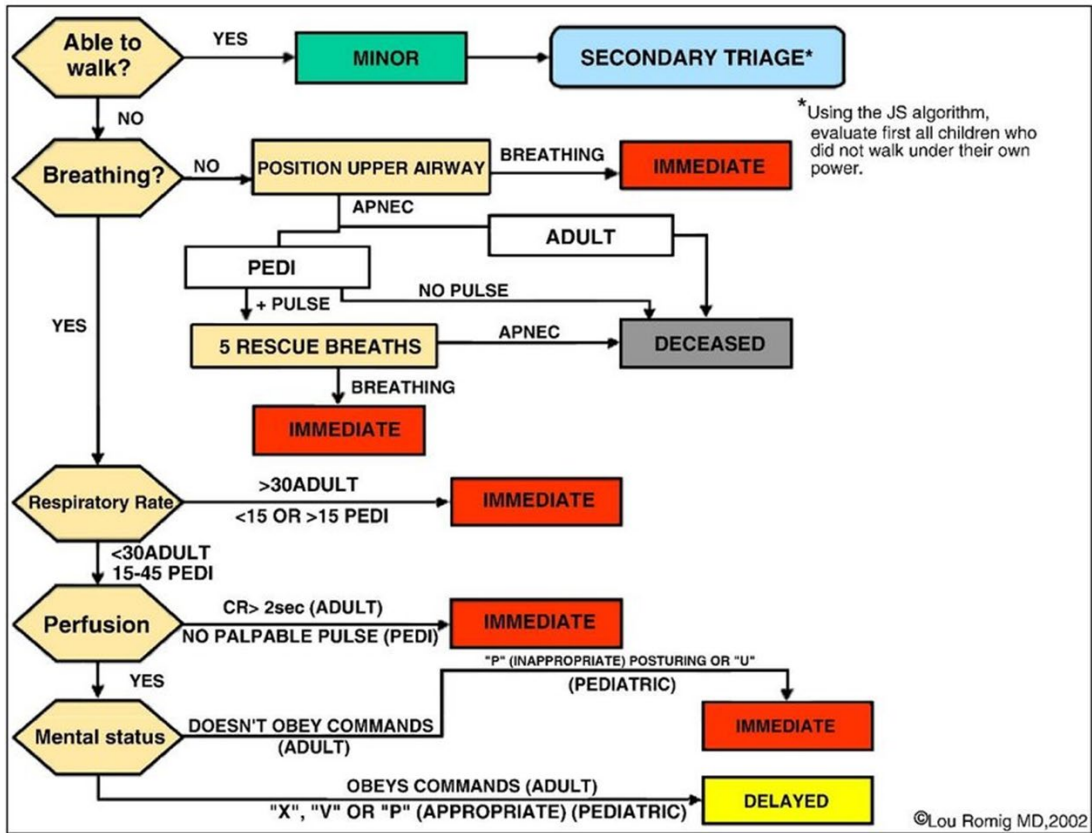 Able to
walk?
YES
MINOR
SECONDARY TRIAGE*
*Using the JS algorithm,
evaluate first all children who
did not walk under their own
power.
NO
Breathing?
NO
POSITION UPPER AIRWAY
BREATHING
IMMEDIATE
APNEC
ADULT
PEDI
NO PULSE
+ PULSE
YES
5 RESCUE BREATHS
APNEC
DECEASED
BREATHING
IMMEDIATE
Respiratory Rate
>30ADULT
<15 OR >15 PEDI
IMMEDIATE
<30ADULT
15-45 PEDI
Perfusion
CR> 2sec (ADULT)
NO PALPABLE PULSE (PEDI)
IMMEDIATE
YES
"P" (INAPPROPRIATE) POSTURING OR "U"
(PEDIATRIC)
Mental status
DOESN'T OBEY COMMANDS
(ADULT)
IMMEDIATE
OBEYS COMMANDS (ADULT)
"X", "V" OR "P" (APPROPRIATE) (PEDIATRIC)
DELAYED
©Lou Romig MD,2002